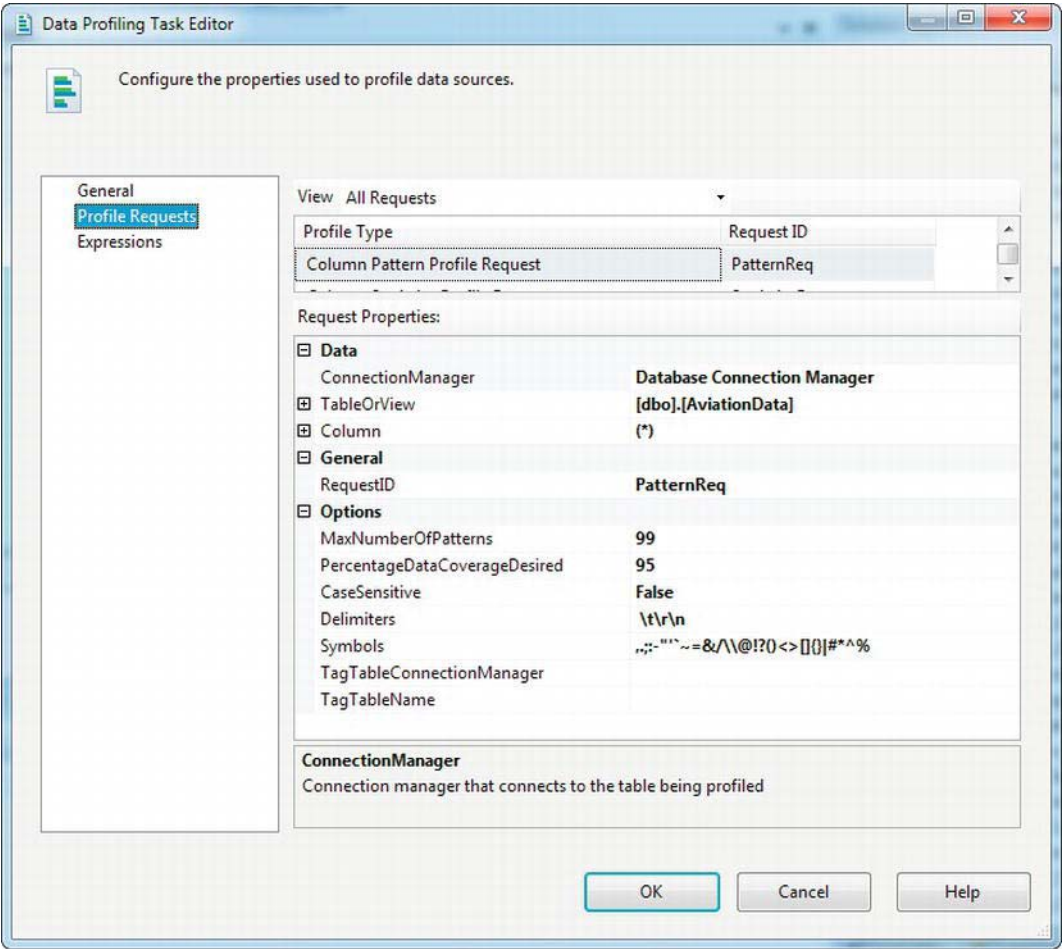 Data Profiling Task Editor
Configure the properties used to profile data sources.
General
Profile Requests
Expressions
View All Requests
Profile Type Request ID
Column Pattern Profile Request PatternReq
Request Properties:
Data
ConnectionManager Database Connection Manager
TableOrView [dbo].[AviationData]
Column (*)
General
RequestID PatternReq
Options
MaxNumberOfPatterns 99
PercentageDataCoverageDesired 95
CaseSensitive False
Delimiters \t\r\n
Symbols ,.;:-"'`~=&/\\@!?()<>[]{}|#*^%
TagTableConnectionManager
TagTableName
ConnectionManager
Connection manager that connects to the table being profiled
OK Cancel Help